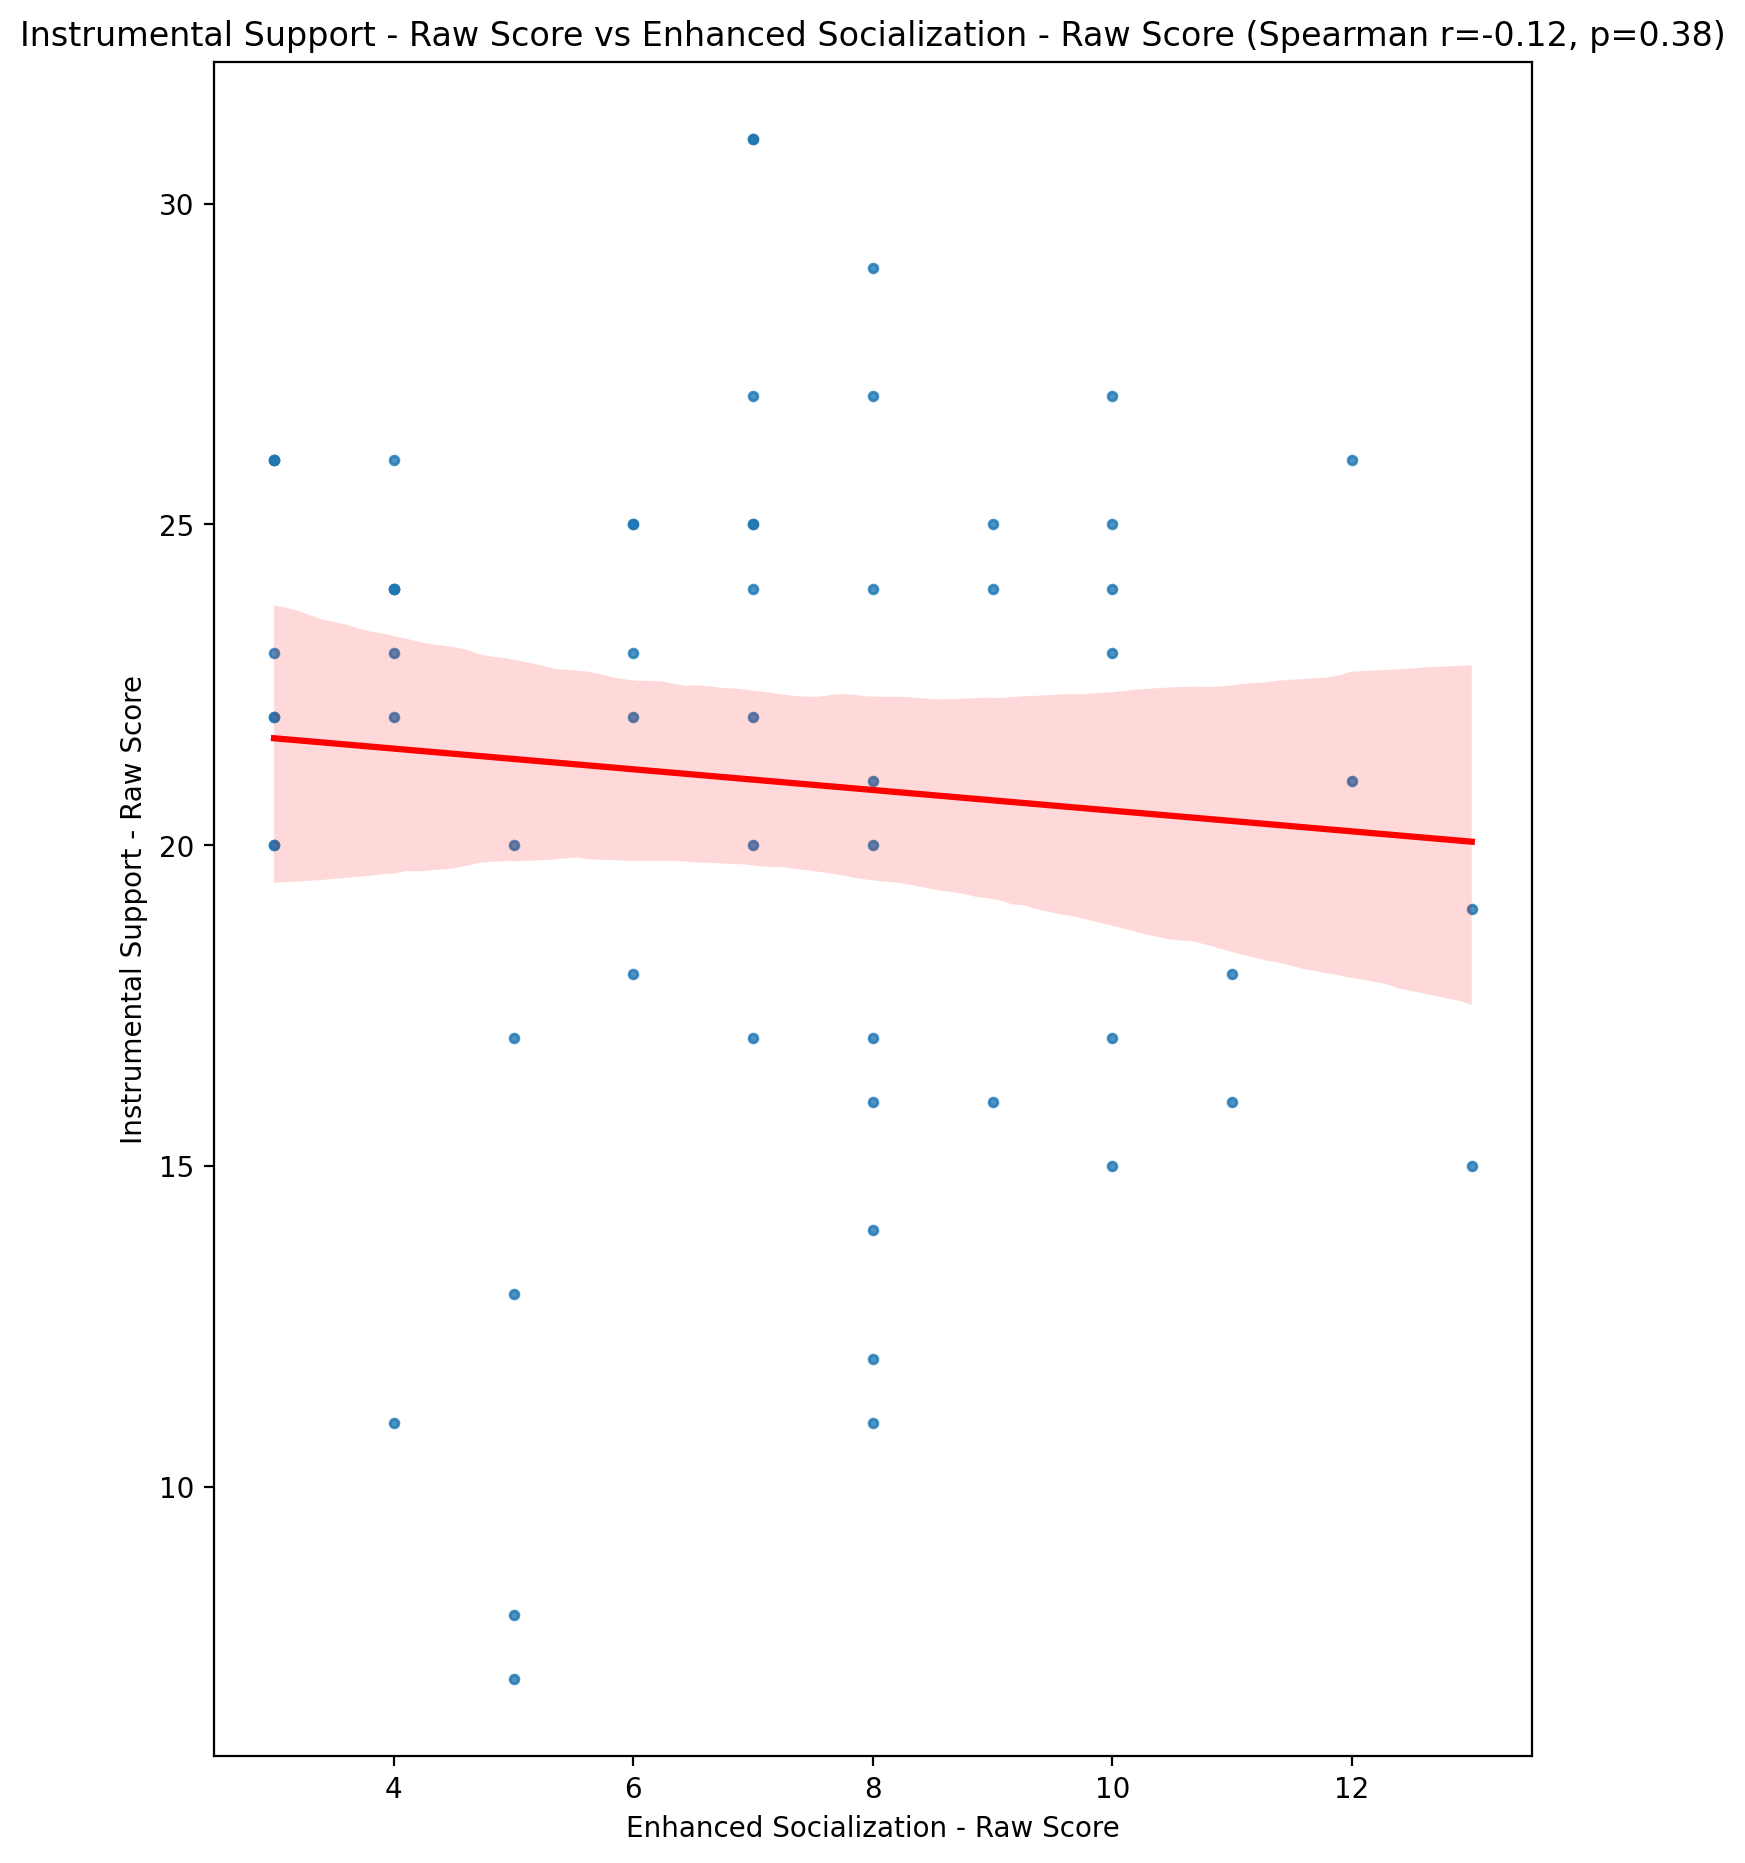 Instrumental Support - Raw Score vs Enhanced Socialization - Raw Score (Spearman r=-0.12, p=0.38)
Instrumental Support - Raw Score
30
25
20
15
10
4 6 8 10 12
Enhanced Socialization - Raw Score